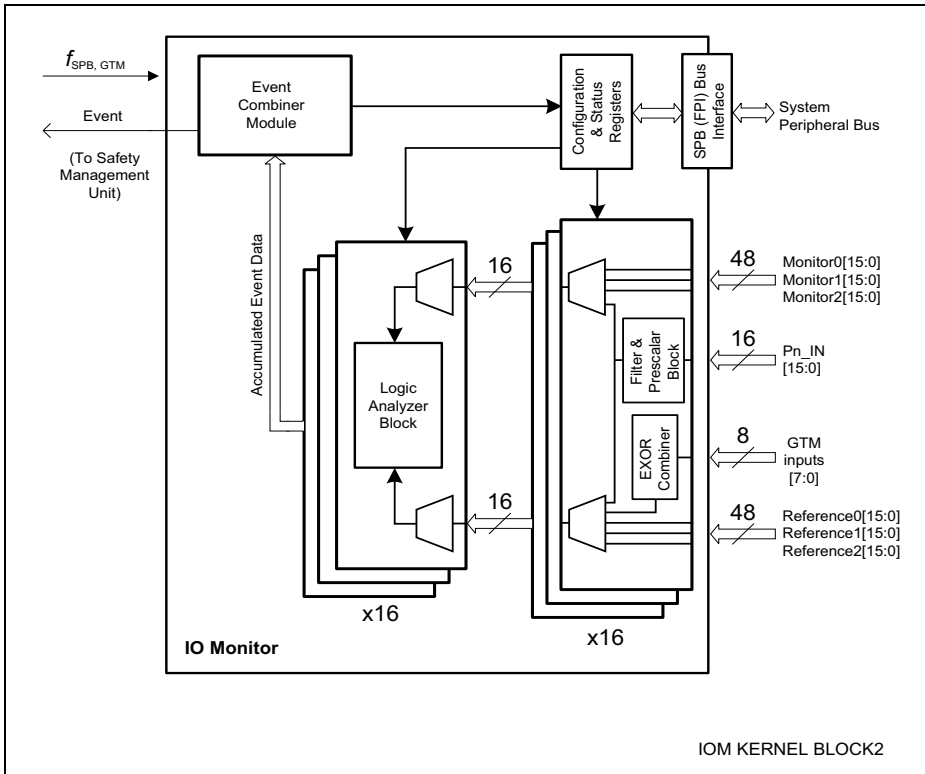 fSPB, GTM
Event
(To Safety
Management
Unit)
Event
Combiner
Module
Configuration
& Status
Registers
SPB (FPI) Bus
Interface
System
Peripheral Bus
Accumulated Event Data
16
48
Monitor0[15:0]
Monitor1[15:0]
Monitor2[15:0]
Filter &
Prescalar
Block
16
Pn_IN
[15:0]
Logic
Analyzer
Block
EXOR
Combiner
8
GTM
inputs
[7:0]
16
48
Reference0[15:0]
Reference1[15:0]
Reference2[15:0]
x16
x16
IO Monitor
IOM KERNEL BLOCK2